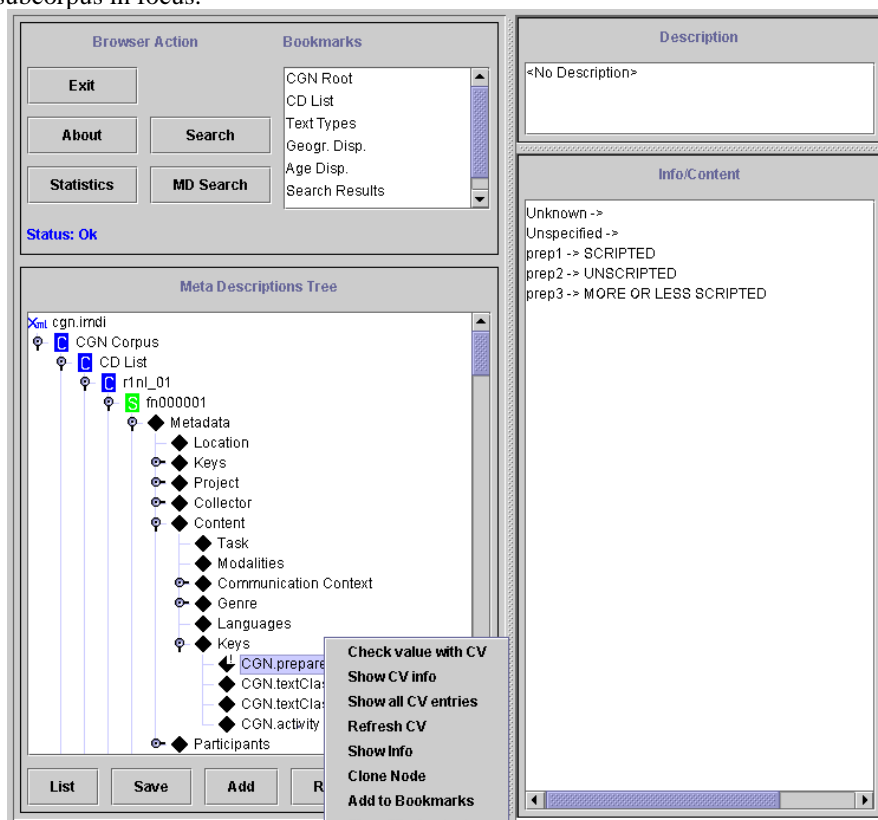 subcorpus in focus.
Browser Action
Bookmarks
Exit
About
Search
Statistics
MD Search
CGN Root
CD List
Text Types
Geogr. Disp.
Age Disp.
Search Results
Status: Ok
Meta Descriptions Tree
Xml cgn.imdi
C CGN Corpus
C CD List
C r1nl_01
S fn000001
Metadata
Location
Keys
Project
Collector
Content
Task
Modalities
Communication Context
Genre
Languages
Keys
CGN.prepare
CGN.textCla
CGN.textCla
CGN.activity
Participants
Check value with CV
Show CV info
Show all CV entries
Refresh CV
Show Info
Clone Node
Add to Bookmarks
List
Save
Add
R
Description
<No Description>
Info/Content
Unknown ->
Unspecified ->
prep1 -> SCRIPTED
prep2 -> UNSCRIPTED
prep3 -> MORE OR LESS SCRIPTED